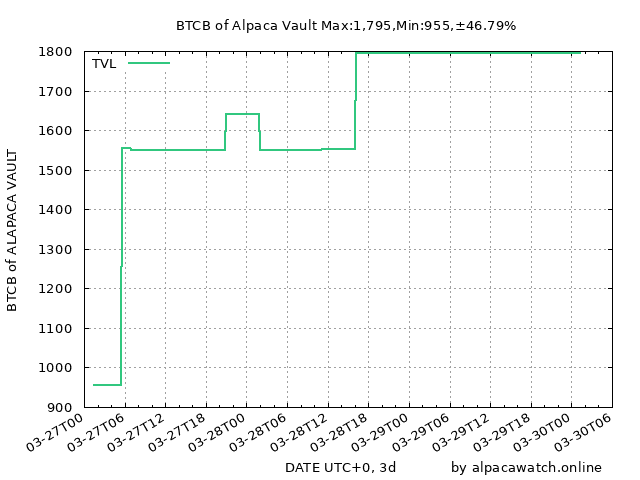 BTCB of Alpaca Vault Max:1,795,Min:955,±46.79%
TVL
1800
1700
1600
1500
1400
1300
1200
1100
1000
900
BTCB of ALAPACA VAULT
03-27T00
03-27T06
03-27T12
03-27T18
03-28T00
03-28T06
03-28T12
03-28T18
03-29T00
03-29T06
03-29T12
03-29T18
03-30T00
03-30T06
DATE UTC+0, 3d
by alpacawatch.online